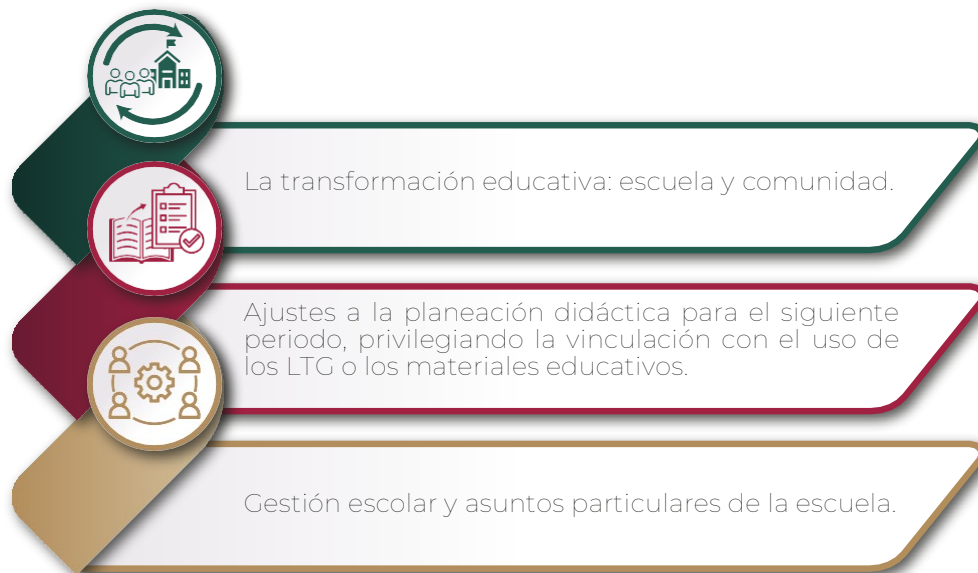 La transformación educativa: escuela y comunidad.
Ajustes a la planeación didáctica para el siguiente
periodo, privilegiando la vinculación con el uso de
los LTG o los materiales educativos.
Gestión escolar y asuntos particulares de la escuela.